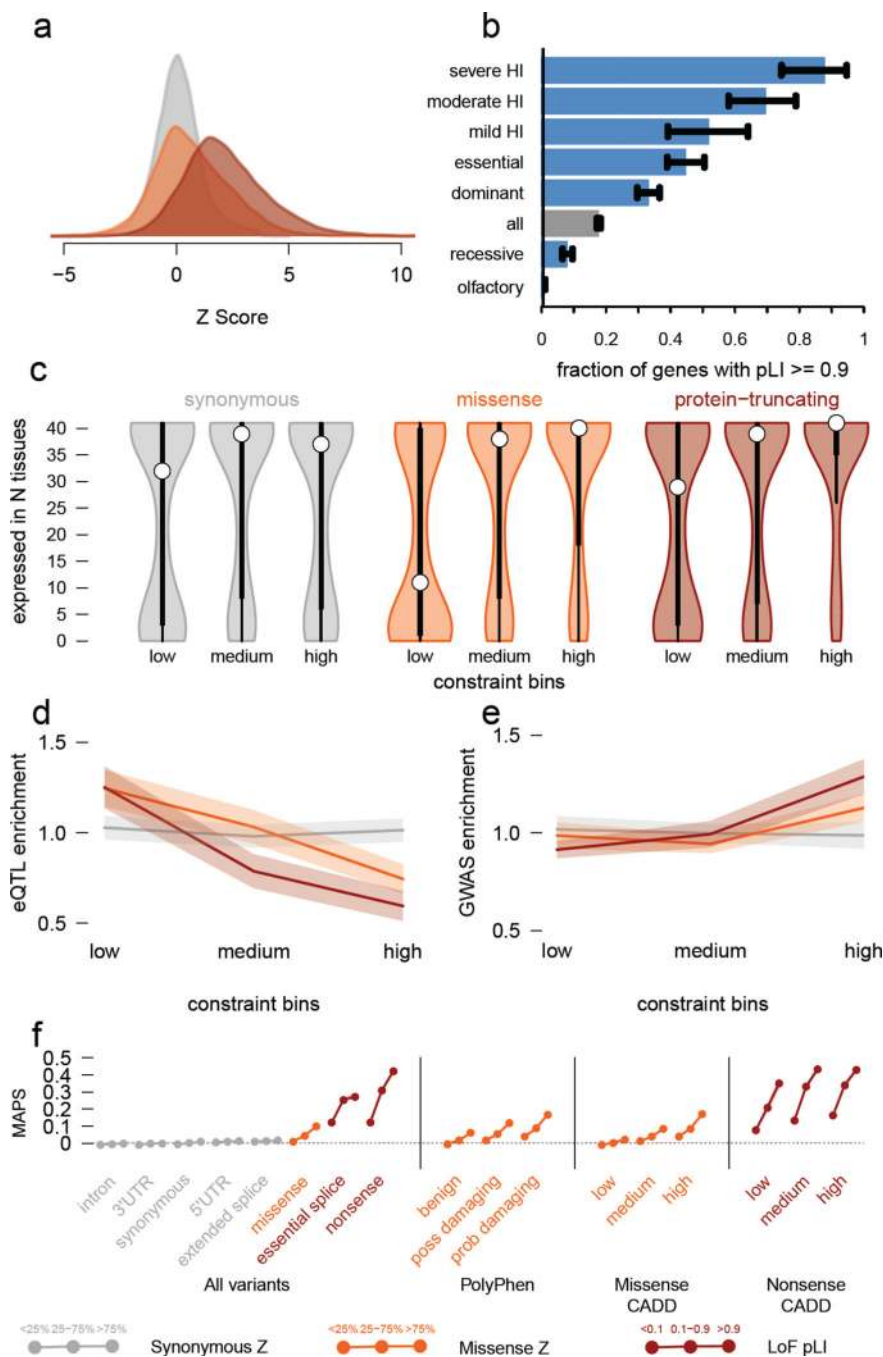 a
−5 0 5 10
Z Score
b
severe HI
moderate HI
mild HI
essential
dominant
all
recessive
olfactory
0 0.2 0.4 0.6 0.8 1
fraction of genes with pLI >= 0.9
c
synonymous missense protein−truncating
expressed in N tissues
40
35
30
25
20
15
10
5
0
low medium high low medium high low medium high
constraint bins
d
eQTL enrichment
1.5
1.0
0.5
low medium high
constraint bins
e
GWAS enrichment
1.5
1.0
0.5
low medium high
constraint bins
f
MAPS
0.5
0.4
0.3
0.2
0.1
0
intron
3'UTR
synonymous
5'UTR
extended splice
missense
essential splice
nonsense
benign
poss damaging
prob damaging
low
medium
high
low
medium
high
All variants
PolyPhen
Missense
CADD
Nonsense
CADD
<25% 25−75% >75%
Synonymous Z
<25% 25−75% >75%
Missense Z
<0.1 0.1−0.9 >0.9
LoF pLI